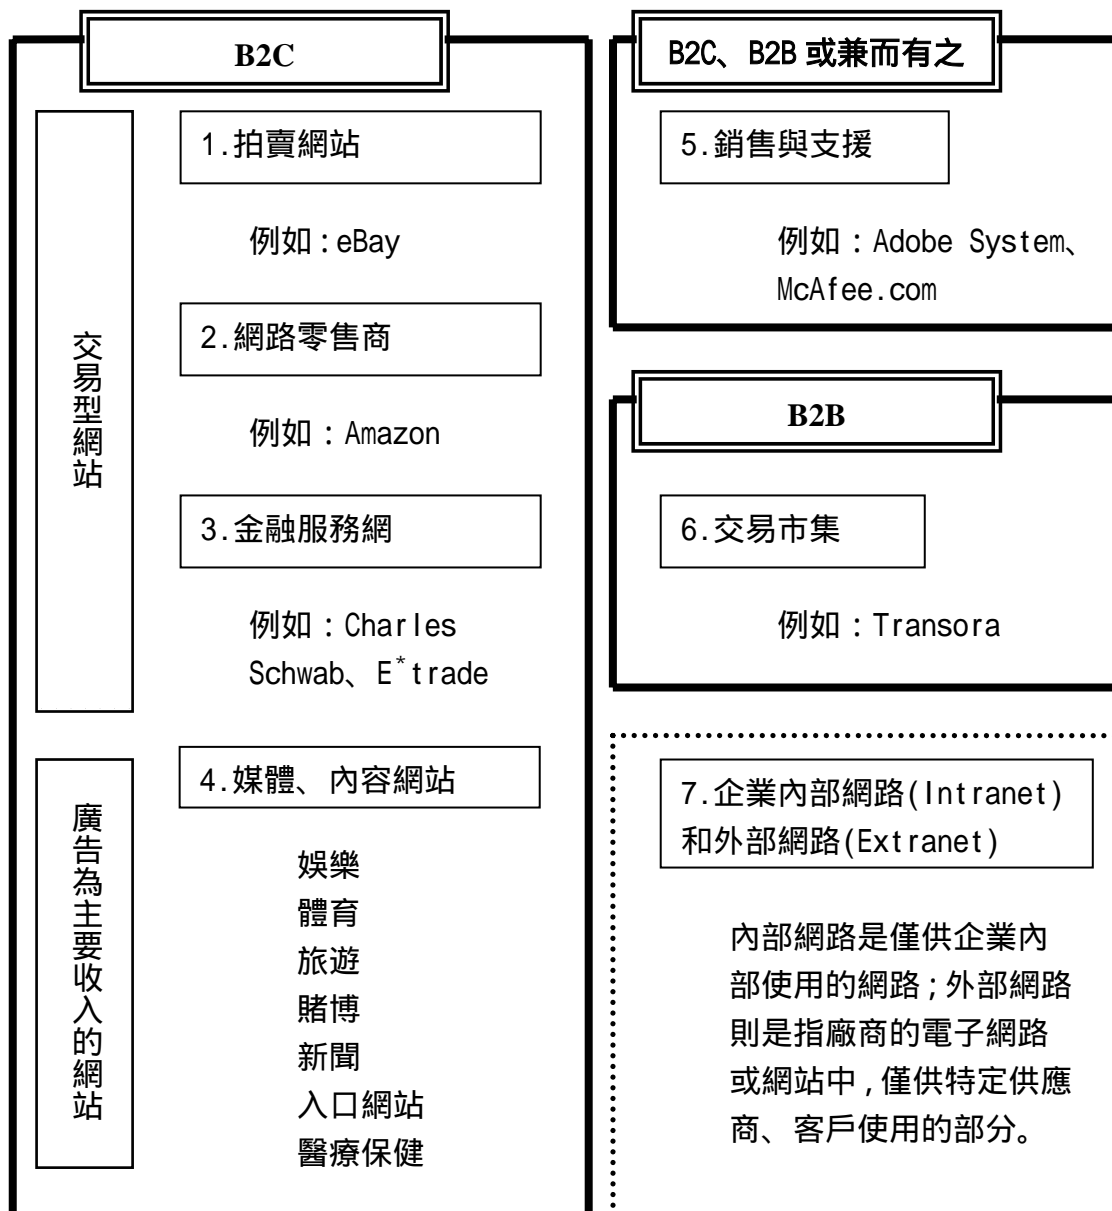 B2C
交易型網站
1.拍賣網站
例如：eBay
2.網路零售商
例如：Amazon
3.金融服務網
例如：Charles
Schwab、E*trade
廣告為主要收入的網站
4.媒體、內容網站
娛樂
體育
旅遊
賭博
新聞
入口網站
醫療保健
B2C、B2B 或兼而有之
5.銷售與支援
例如：Adobe System、
McAfee.com
B2B
6.交易市集
例如：Transora
7.企業內部網路(Intranet)
和外部網路(Extranet)
內部網路是僅供企業內
部使用的網路；外部網路
則是指廠商的電子網路
或網站中，僅供特定供應
商、客戶使用的部分。